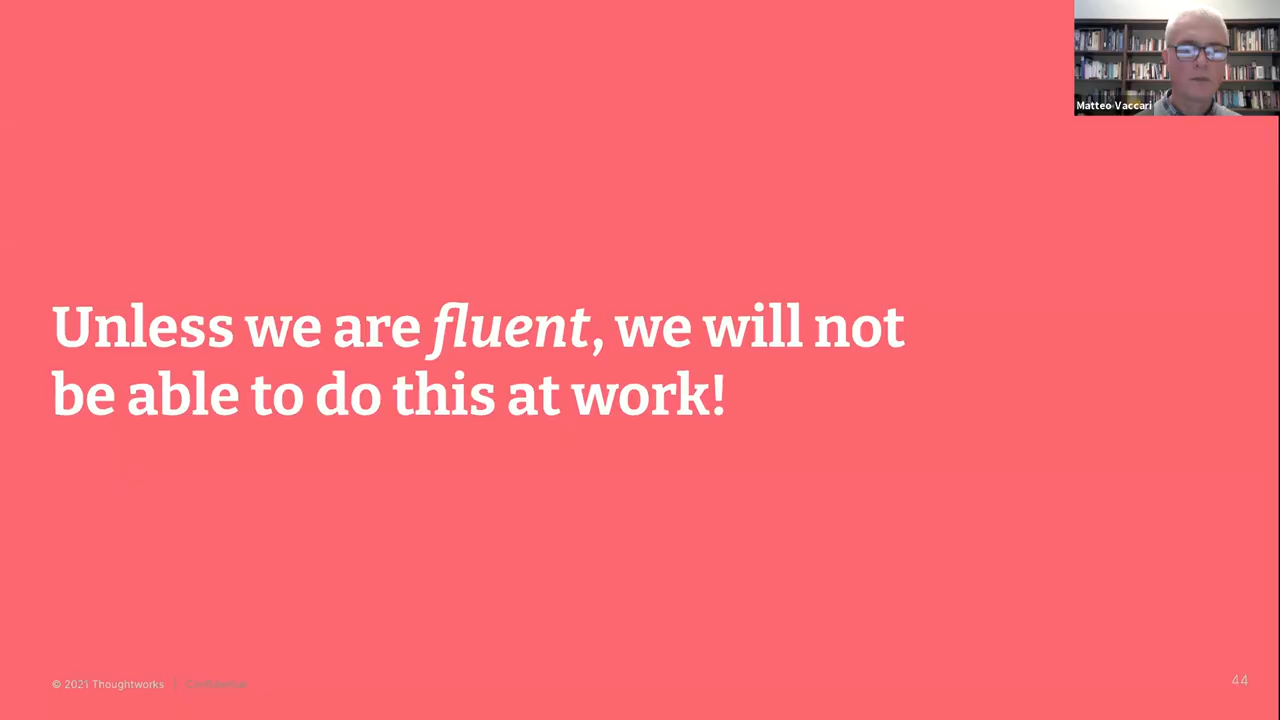 Matteo Vaccari
Unless we are fluent, we will not
be able to do this at work!
© 2021 Thoughtworks | Confidential
44